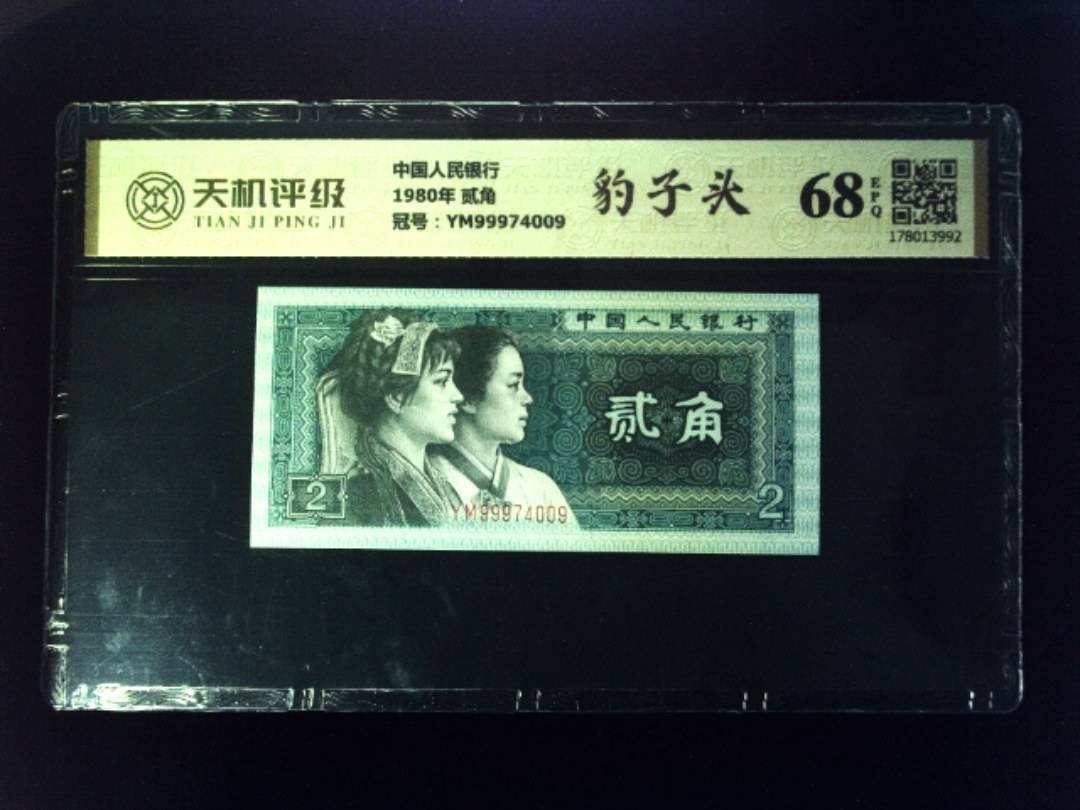 天机评级
TIAN JI PING JI
中国人民银行
1980年 贰角
冠号：YM99974009
豹子头
68
EPQ
178013992
中国人民银行
贰角
2
YM99974009
2